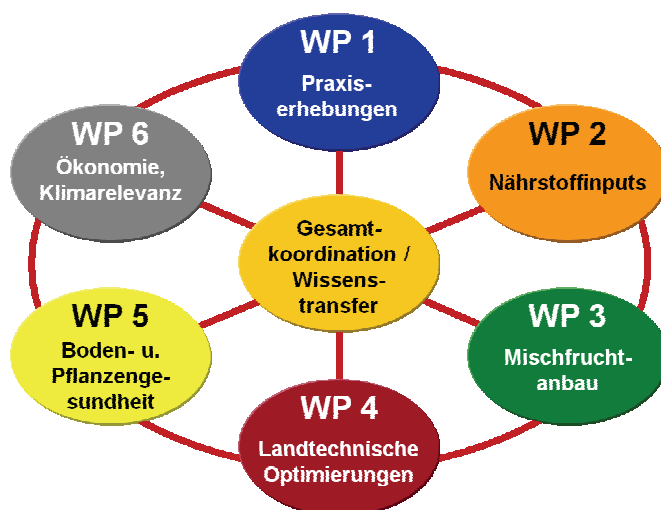 WP 1
Praxis-
erhebungen
WP 2
Nährstoffinputs
WP 3
Mischfrucht-
anbau
WP 4
Landtechnische
Optimierungen
WP 5
Boden- u.
Pflanzenge-
sundheit
WP 6
Ökonomie,
Klimarelevanz
Gesamt-
koordination /
Wissens-
transfer